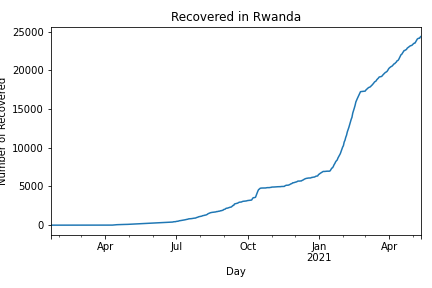 Recovered in Rwanda
Number of Recovered
25000
20000
15000
10000
5000
0
Apr
Jul
Oct
Jan
2021
Apr
Day